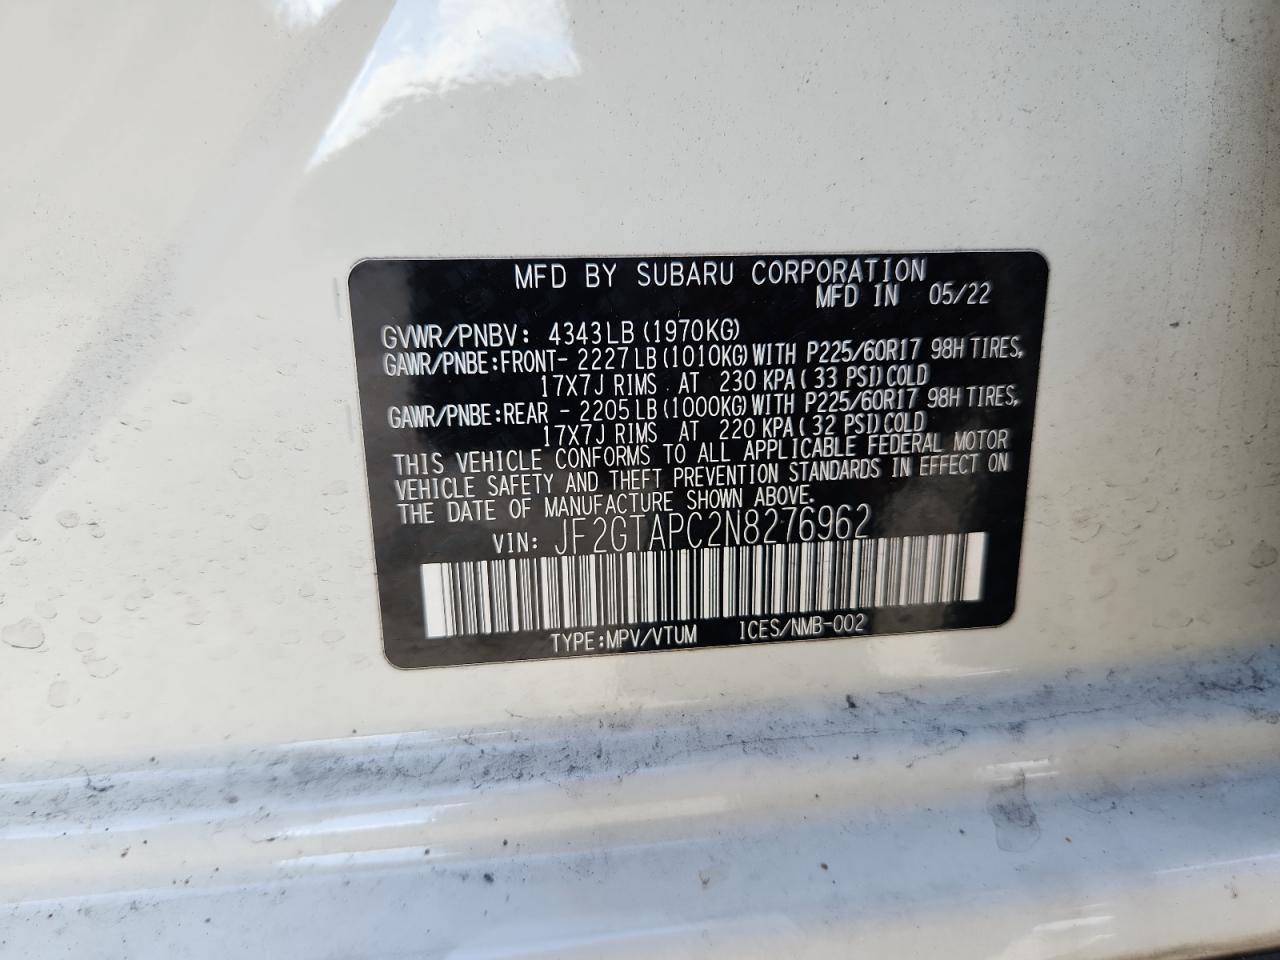 MFD BY SUBARU CORPORATION
MFD IN 05/22
GVWR/PNBV: 4343LB (1970KG)
GAWR/PNBE:FRONT- 2227LB (1010KG)WITH P225/60R17 98H TIRES,
17X7J RIMS AT 230 KPA( 33 PSI)COLD
GAWR/PNBE:REAR - 2205LB (1000KG)WITH P225/60R17 98H TIRES,
17X7J RIMS AT 220 KPA( 32 PSI)COLD
THIS VEHICLE CONFORMS TO ALL APPLICABLE FEDERAL MOTOR
VEHICLE SAFETY AND THEFT PREVENTION STANDARDS IN EFFECT ON
THE DATE OF MANUFACTURE SHOWN ABOVE.
VIN: JF2GTAPC2N8276962
TYPE:MPV/VTUM ICES/NMB-002